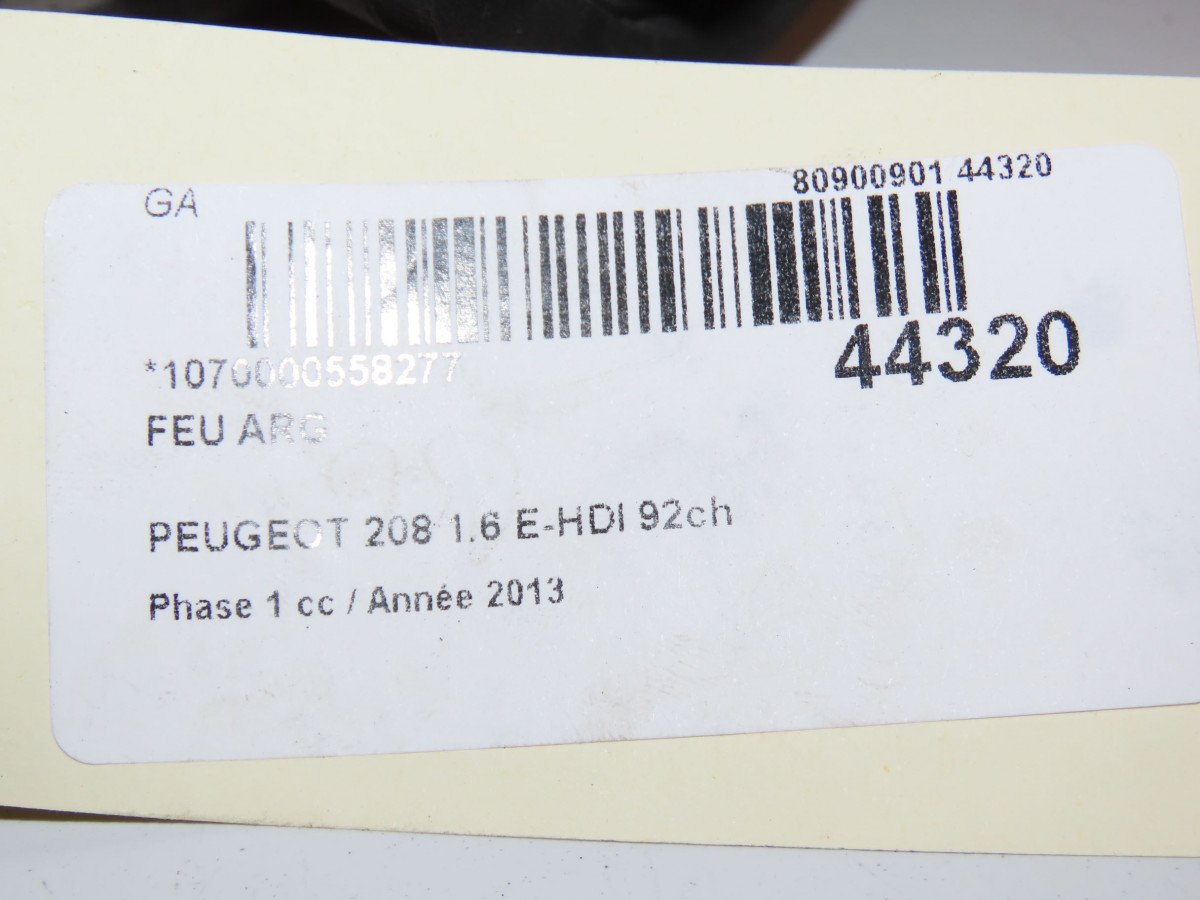 GA
80900901 44320
*1070000558277
44320
FEU ARG
PEUGEOT 208 1.6 E-HDI 92ch
Phase 1 cc / Année 2013